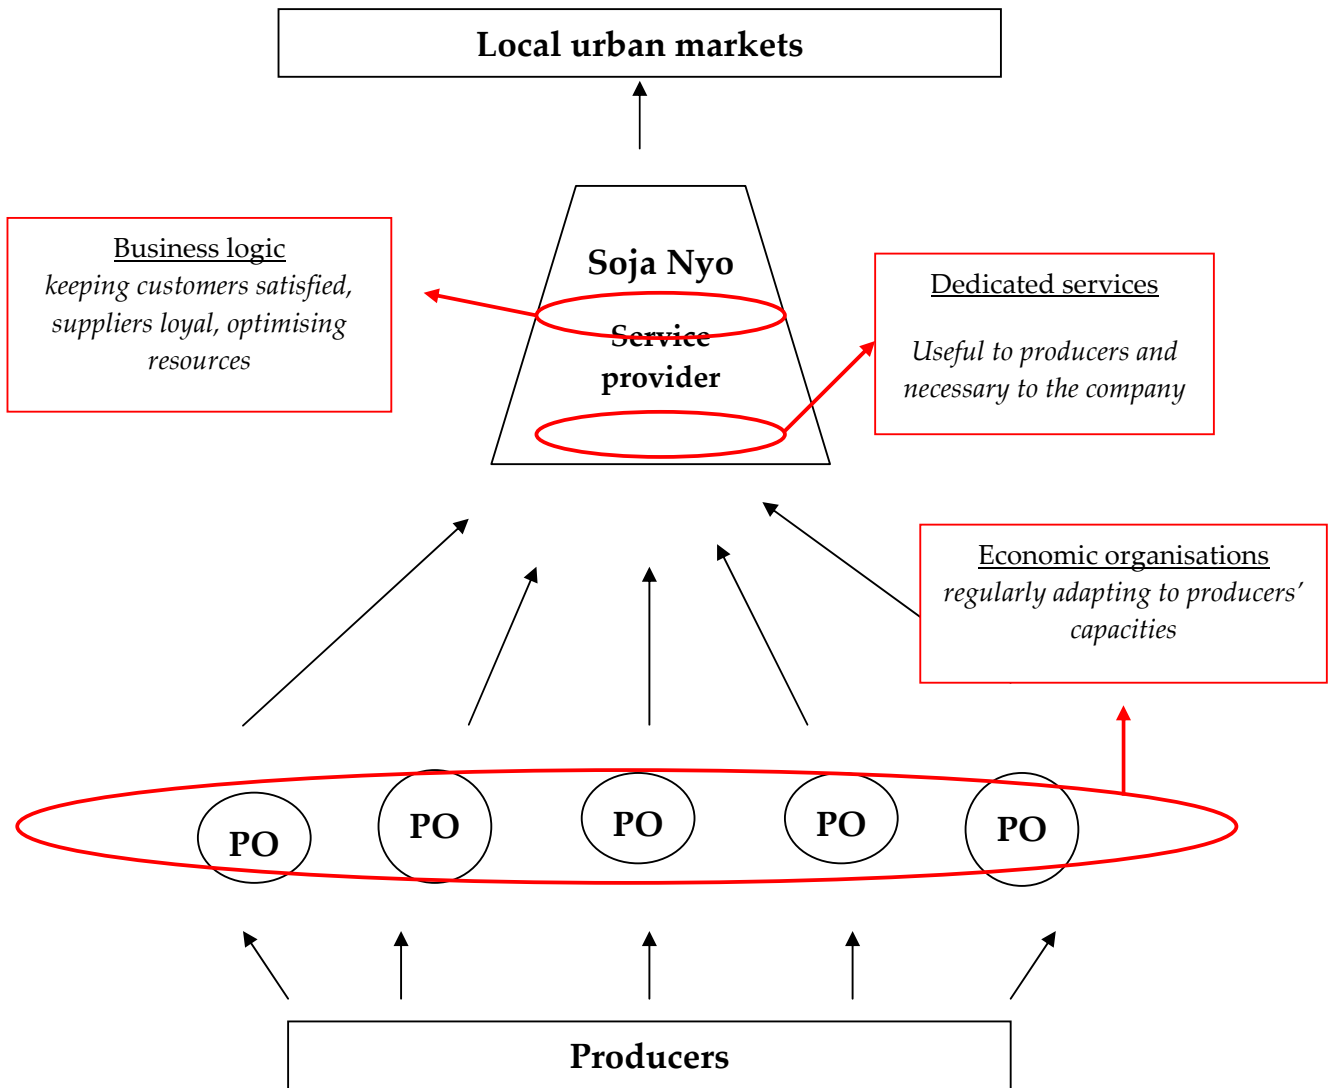 Local urban markets
Business logic
keeping customers satisfied,
suppliers loyal, optimising
resources
Soja Nyo
Service
provider
Dedicated services
Useful to producers and
necessary to the company
Economic organisations
regularly adapting to producers’
capacities
PO
PO
PO
PO
PO
Producers